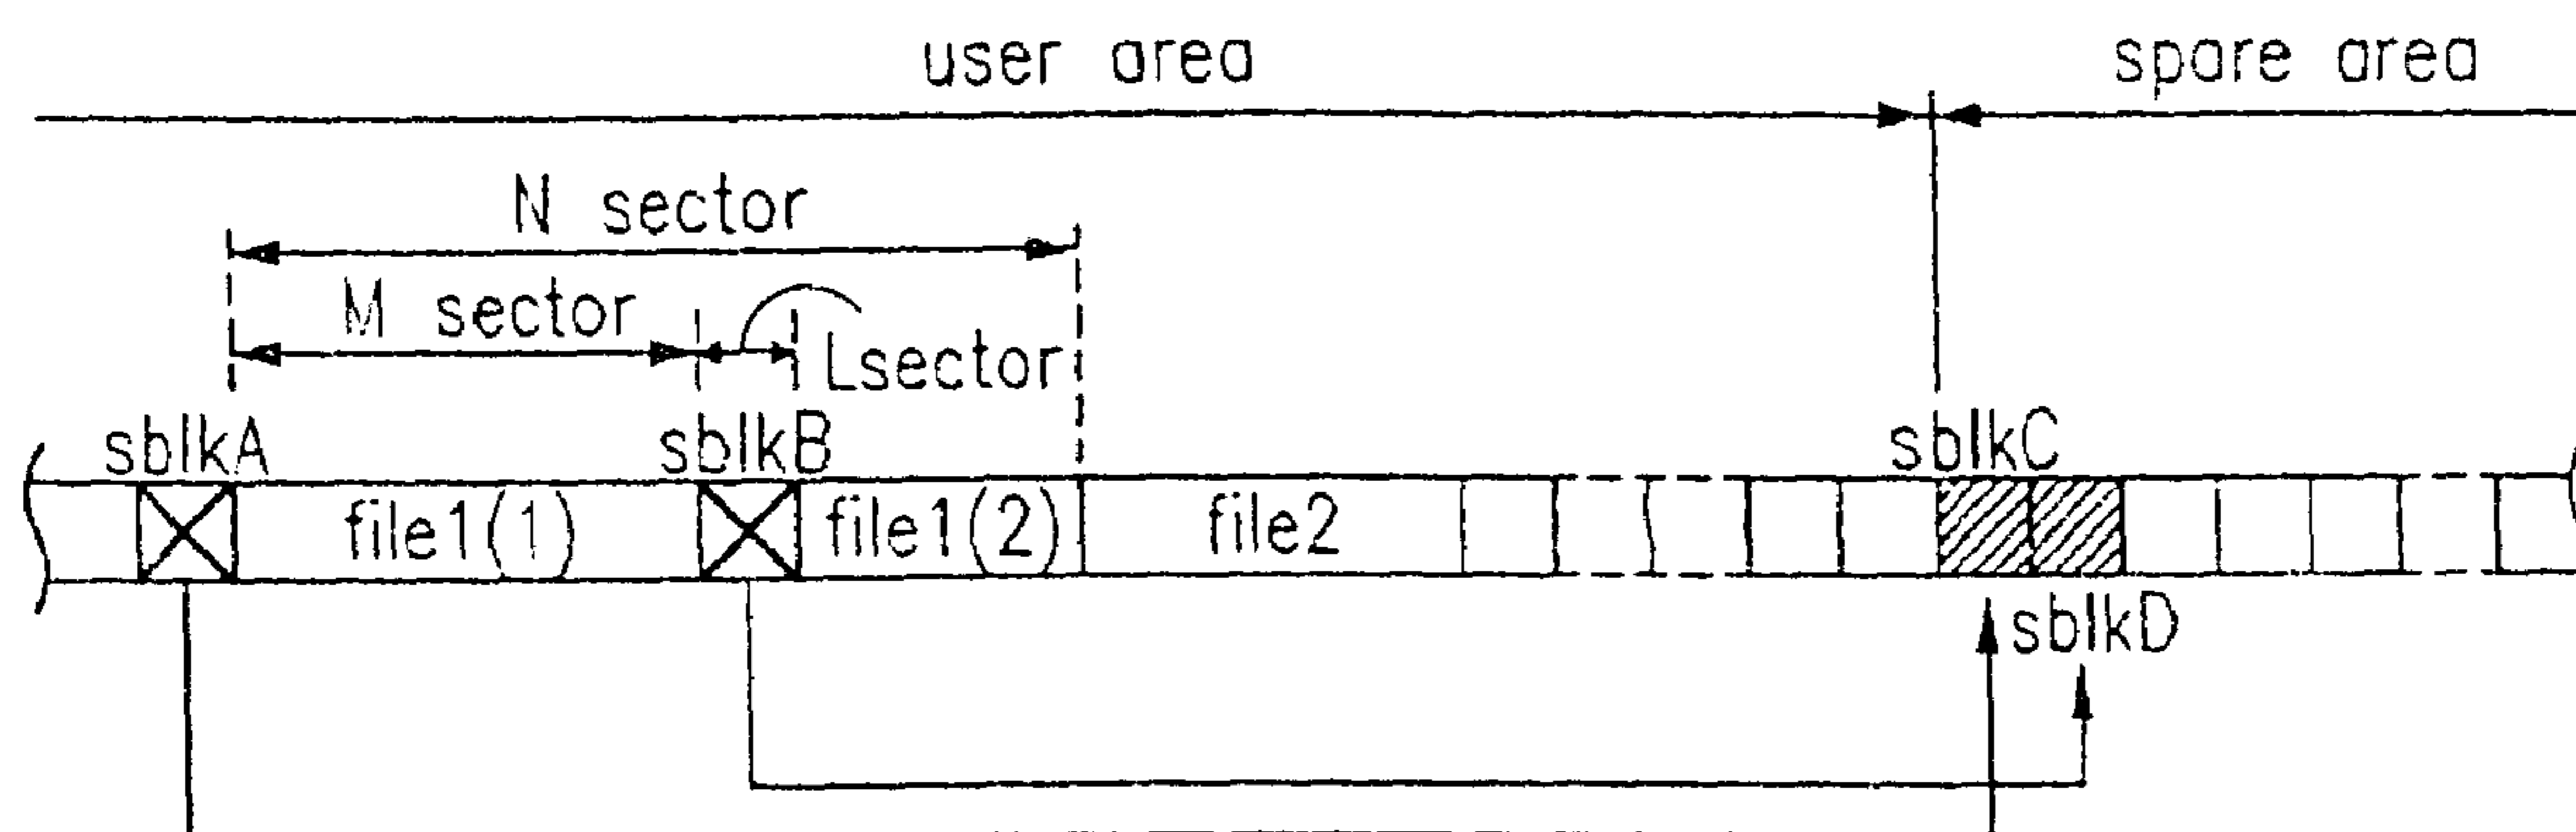 user area
spare area
N sector
M sector
Lsector
sblkA
sblkB
sblkC
file1(1)
file1(2)
file2
sblkD